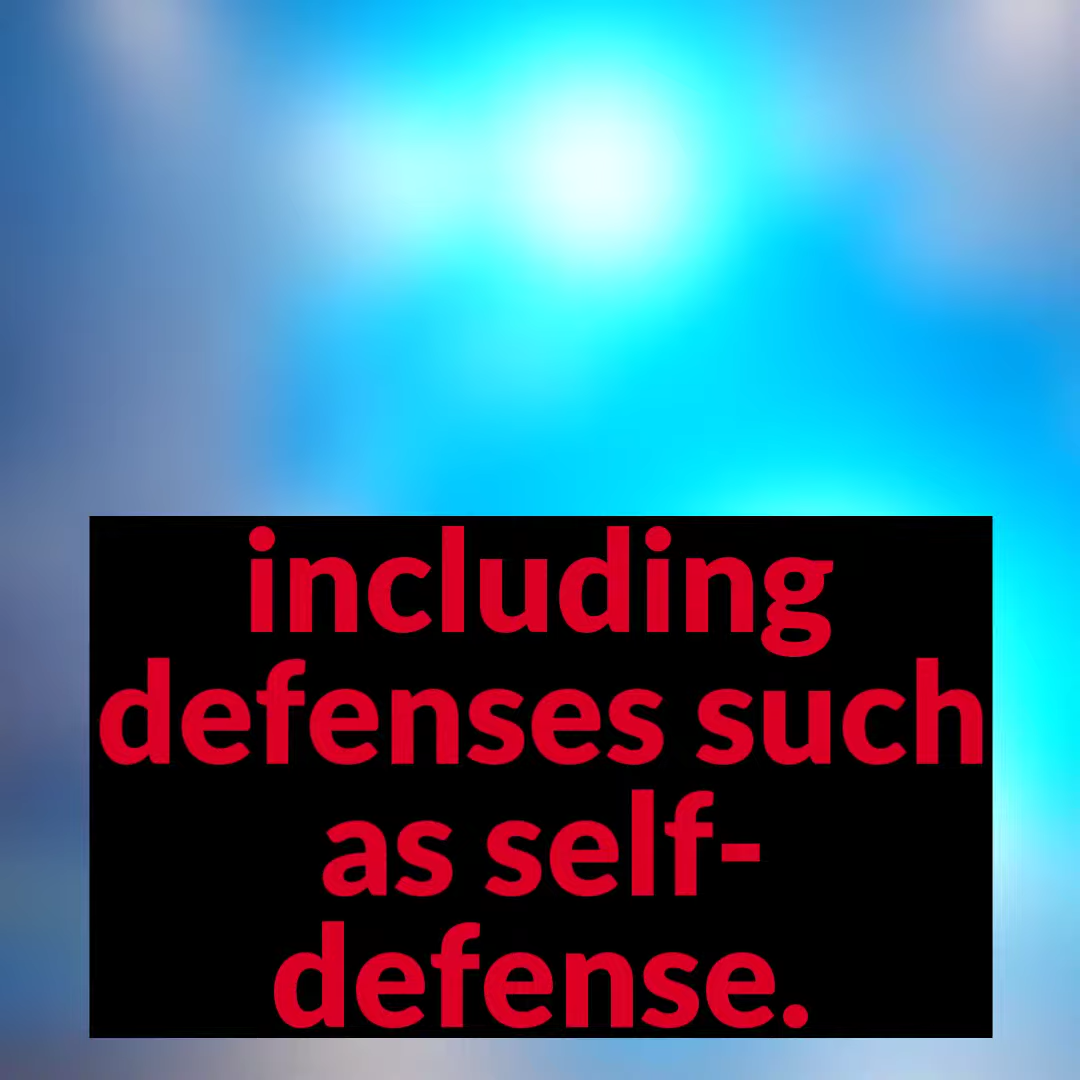 including
defenses such
as self-
defense.